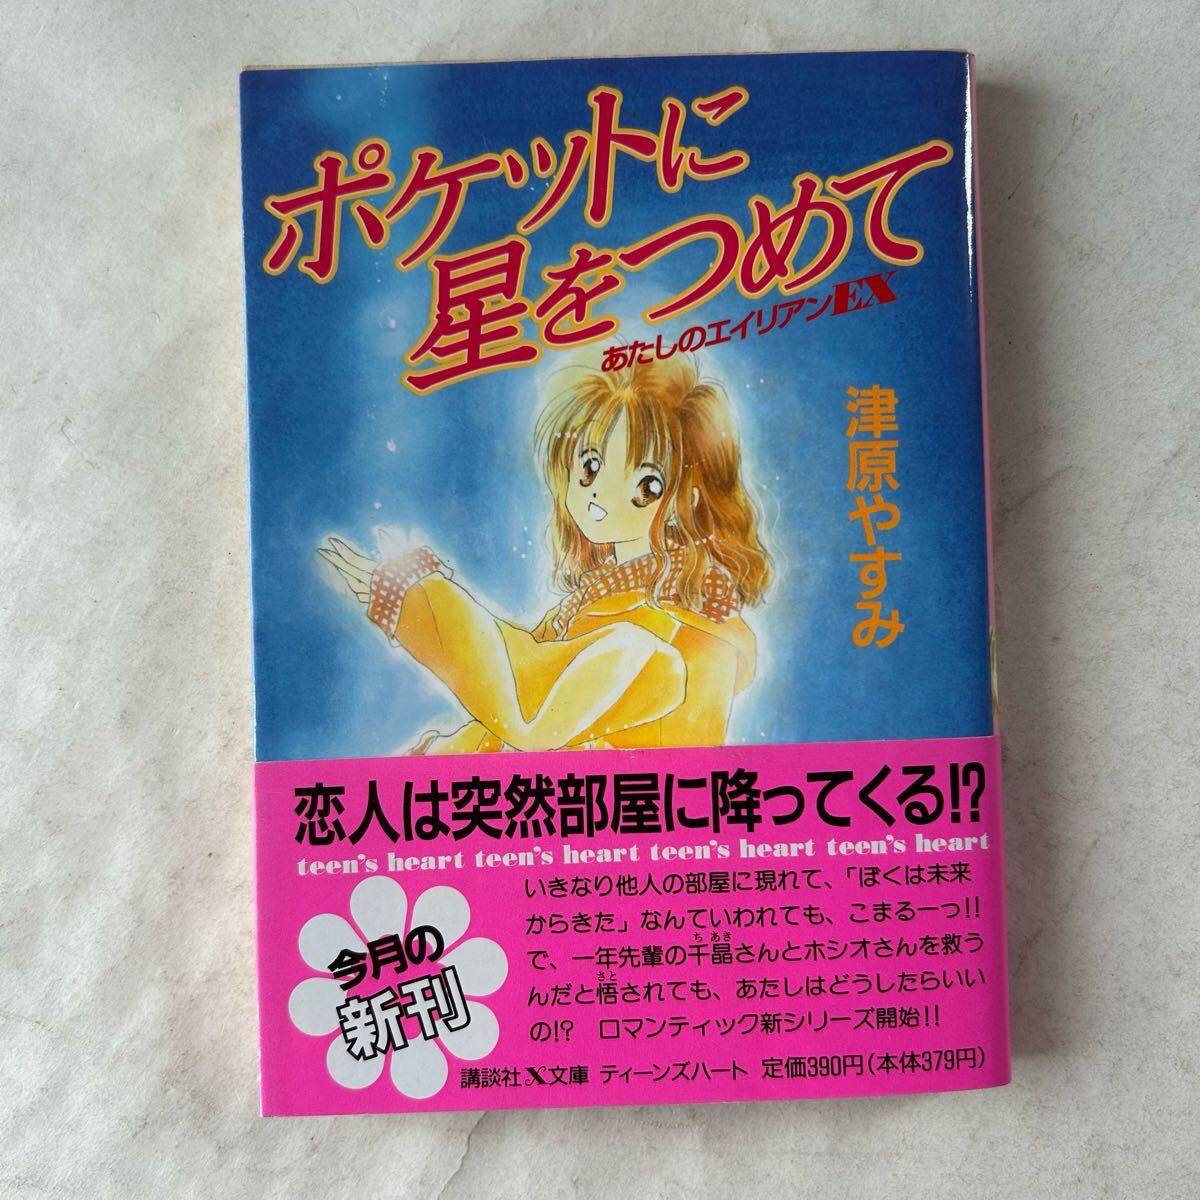 ポケットに
星をつめて
あたしのエイリアンEX
津原やすみ
恋人は突然部屋に降ってくる!?
teen's heart teen's heart teen's heart teen's heart
いきなり他人の部屋に現れて、「ぼくは未来
からきた」なんていわれても、こまるーっ!!
で、一年先輩の千晶さんとホシオさんを救う
んだと悟されても、あたしはどうしたらいい
の!? ロマンティック新シリーズ開始!!
ちあき
さと
今月の
新刊
講談社X文庫 ティーンズハート 定価390円(本体379円)